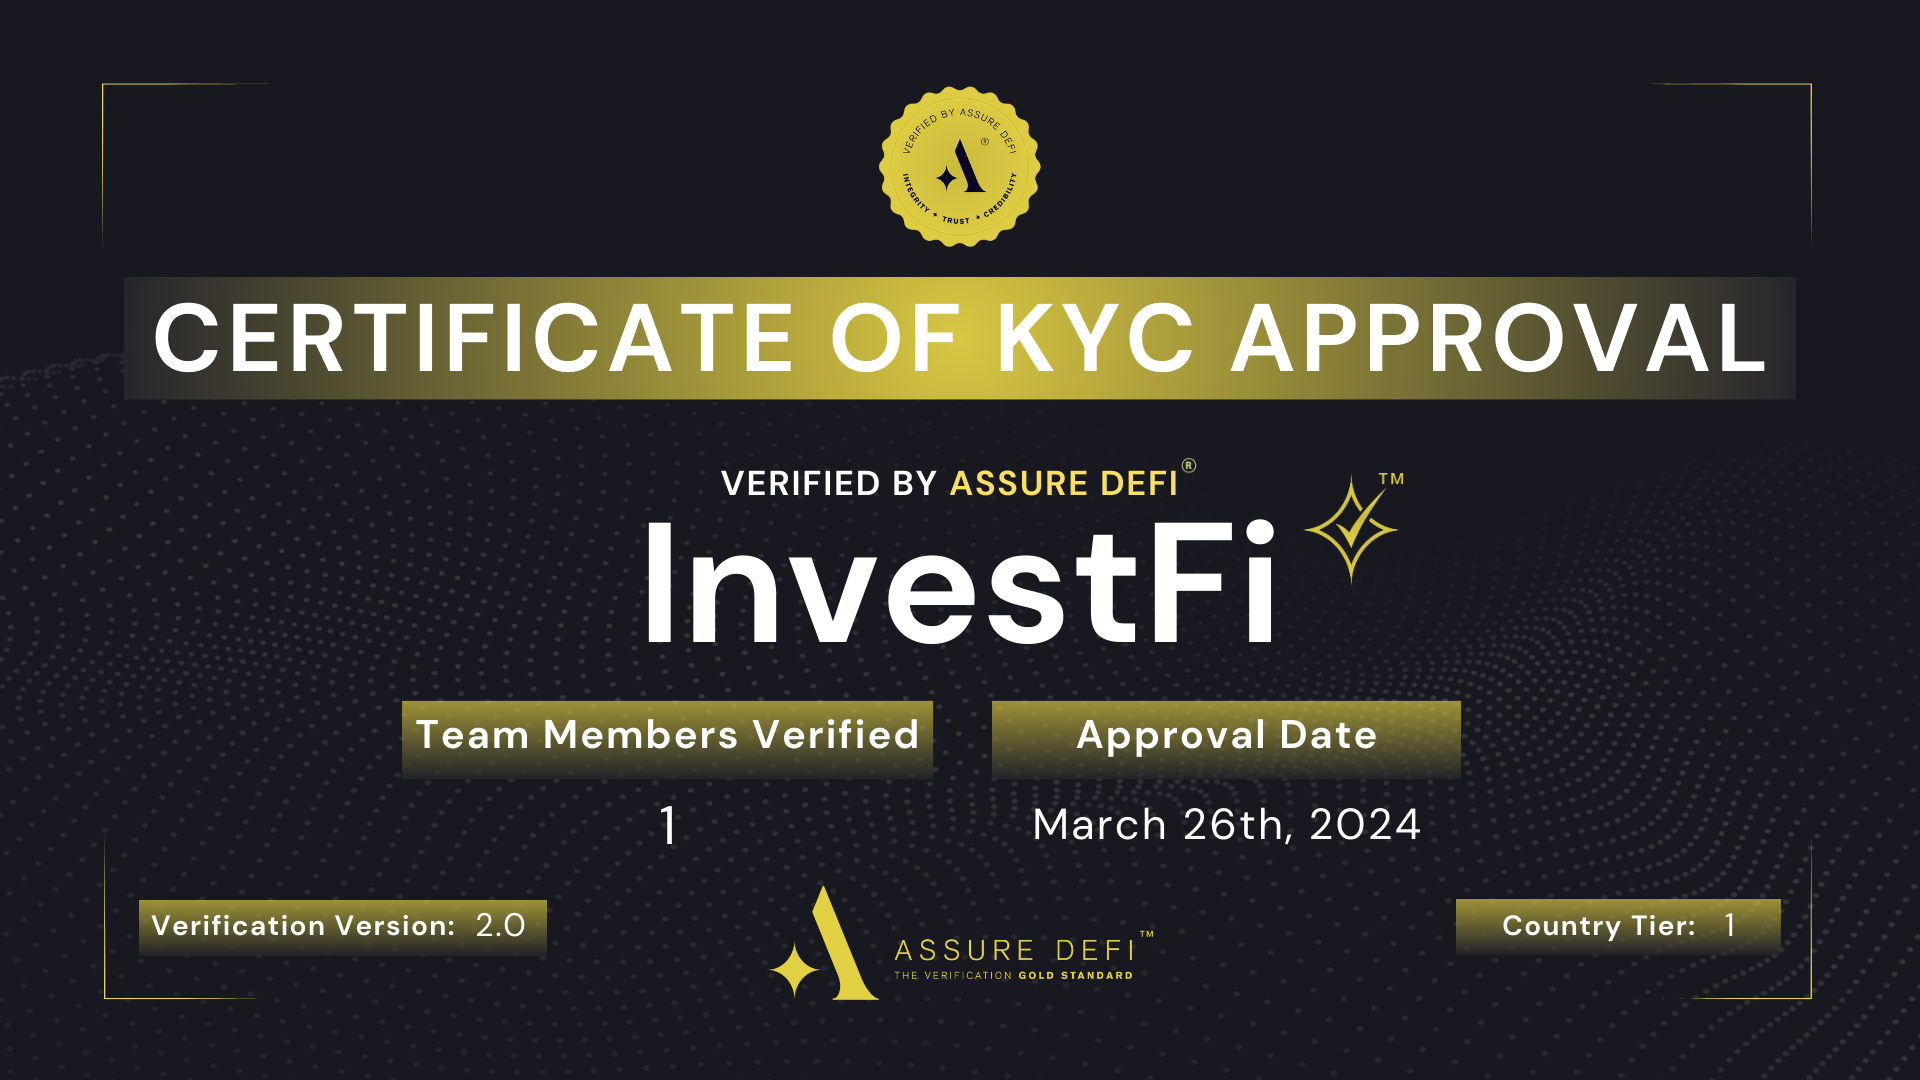 VERIFIED BY ASSURE DEFI
®
INTEGRITY ✦ TRUST ✦ CREDIBILITY
CERTIFICATE OF KYC APPROVAL
VERIFIED BY ASSURE DEFI®
InvestFi
TM
Team Members Verified
1
Approval Date
March 26th, 2024
Verification Version: 2.0
ASSURE DEFI™
THE VERIFICATION GOLD STANDARD
Country Tier: 1